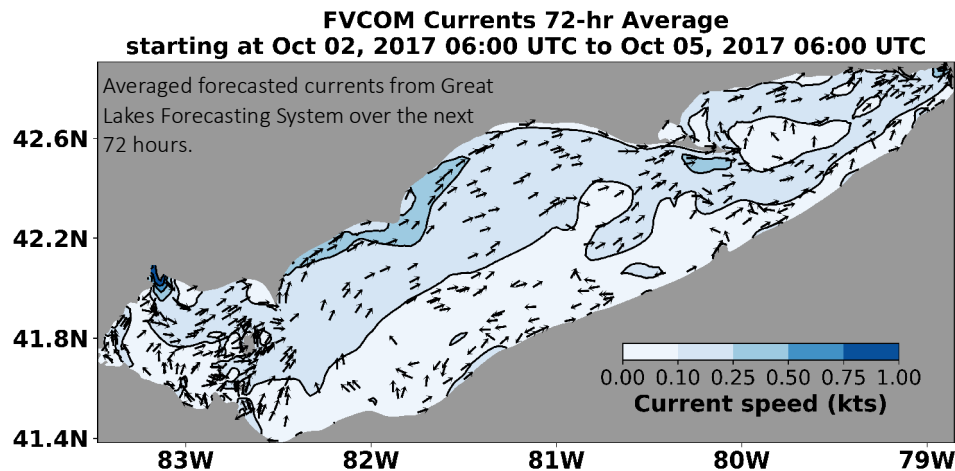 FVCOM Currents 72-hr Average
starting at Oct 02, 2017 06:00 UTC to Oct 05, 2017 06:00 UTC
Averaged forecasted currents from Great
Lakes Forecasting System over the next
72 hours.
42.6N
42.2N
41.8N
41.4N
0.00 0.10 0.25 0.50 0.75 1.00
Current speed (kts)
83W 82W 81W 80W 79W